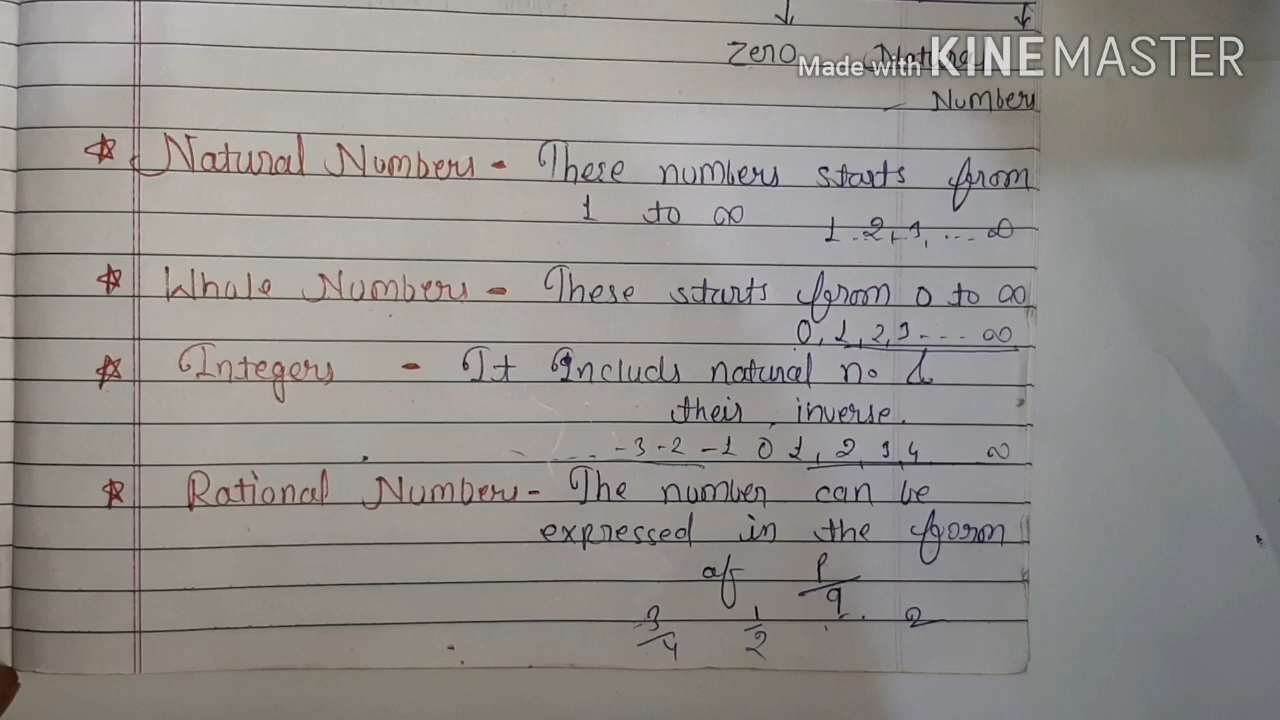 Zero Natural
Made with KINEMASTER
Numbers
☆ Natural Numbers - These numbers starts from
1 to ∞ 1, 2, 3, ... ∞
☆ Whole Numbers - These starts from 0 to ∞
0, 1, 2, 3 - ... ∞
☆ Integers - It Includs natural no &
their inverse.
... -3 -2 -1 0 1, 2, 3, 4 ∞
☆ Rational Numbers - The number can be
expressed in the form
of p/q.
3/4 1/2 2